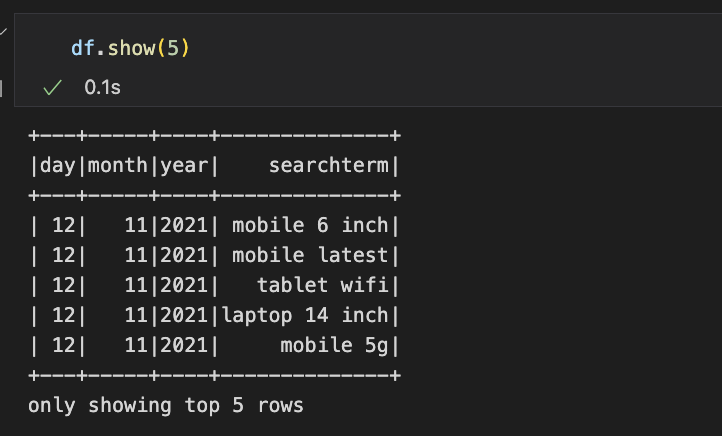 df.show(5)
✓ 0.1s
+---+-----+----+--------------+
|day|month|year|    searchterm|
+---+-----+----+--------------+
| 12|   11|2021| mobile 6 inch|
| 12|   11|2021| mobile latest|
| 12|   11|2021|   tablet wifi|
| 12|   11|2021|laptop 14 inch|
| 12|   11|2021|     mobile 5g|
+---+-----+----+--------------+
only showing top 5 rows